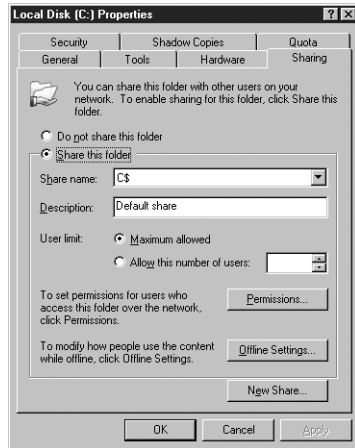 Local Disk (C:) Properties
Security Shadow Copies Quota
General Tools Hardware Sharing
You can share this folder with other users on your
network. To enable sharing for this folder, click Share this
folder.
Do not share this folder
Share this folder
Share name: C$
Description: Default share
User limit: Maximum allowed
Allow this number of users:
To set permissions for users who
access this folder over the network,
click Permissions.
Permissions...
To modify how people use the content
while offline, click Offline Settings.
Offline Settings...
New Share...
OK Cancel Apply